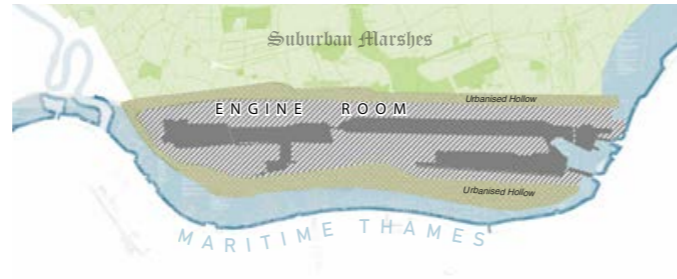 Suburban Marshes
Urbanised Hollow
ENGINE ROOM
Urbanised Hollow
MARITIME THAMES